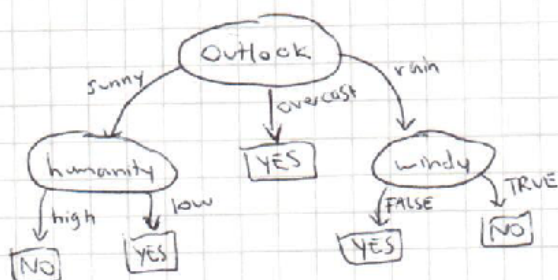 Outlook
sunny
overcast
rain
humanity
YES
windy
high
low
FALSE
TRUE
NO
YES
YES
NO